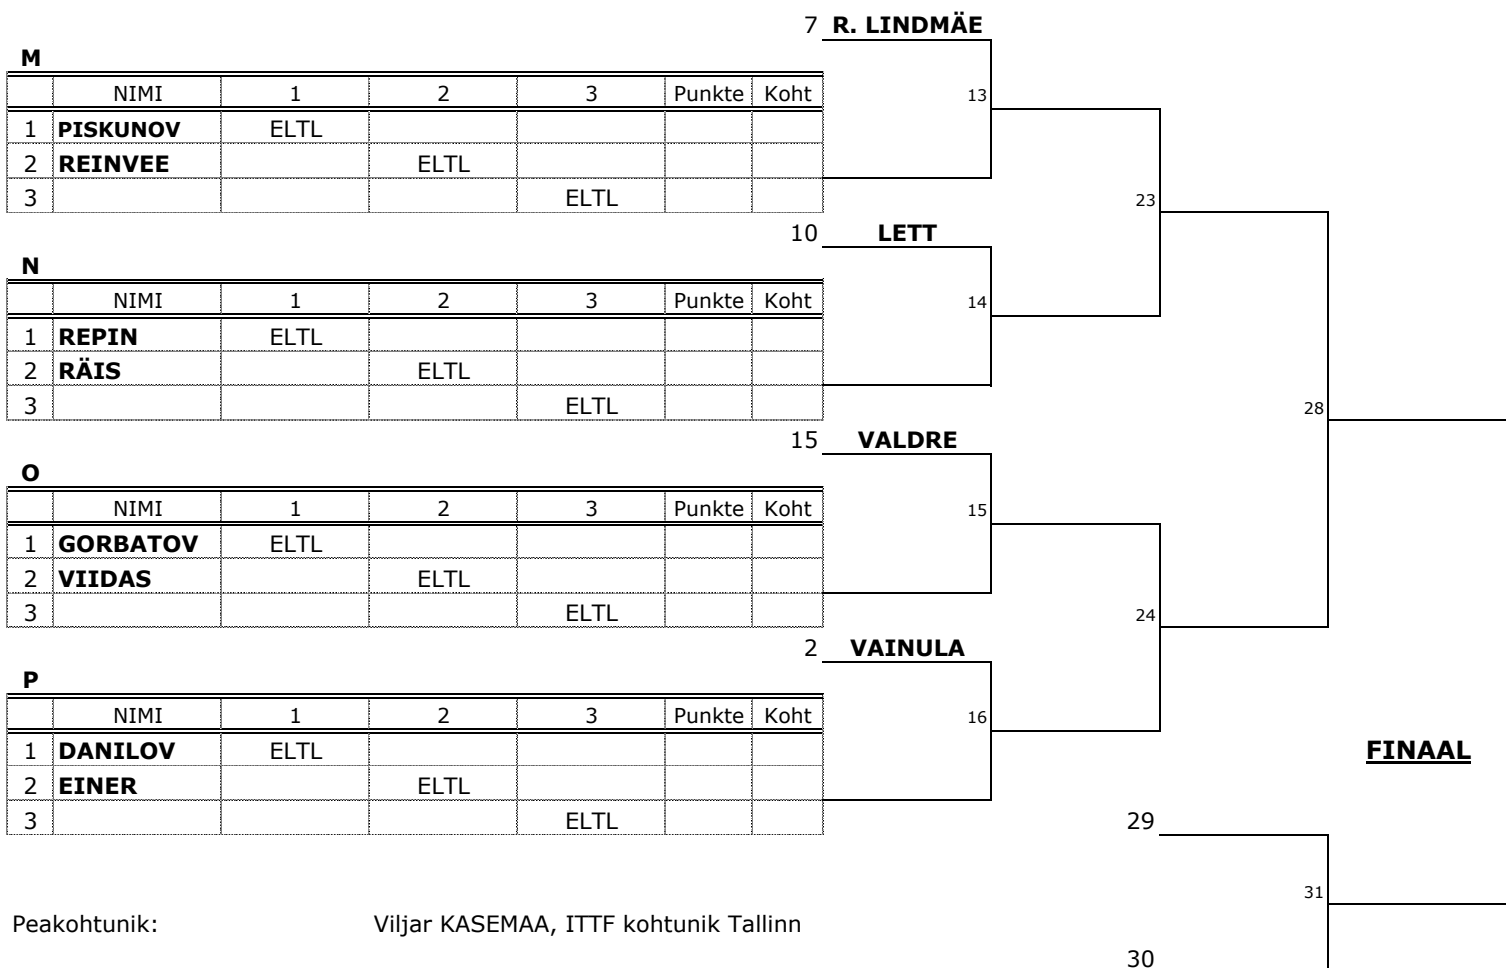 7 R. LINDMÄE
M
NIMI 1 2 3 Punkte Koht 13
1 PISKUNOV ELTL
2 REINVEE ELTL
3 ELTL 23
10 LETT
N
NIMI 1 2 3 Punkte Koht 14
1 REPIN ELTL
2 RÄIS ELTL
3 ELTL 28
15 VALDRE
O
NIMI 1 2 3 Punkte Koht 15
1 GORBATOV ELTL
2 VIIDAS ELTL
3 ELTL 24
2 VAINULA
P
NIMI 1 2 3 Punkte Koht 16
1 DANILOV ELTL FINAAL
2 EINER ELTL
3 ELTL 29
31
Peakohtunik: Viljar KASEMAA, ITTF kohtunik Tallinn
30